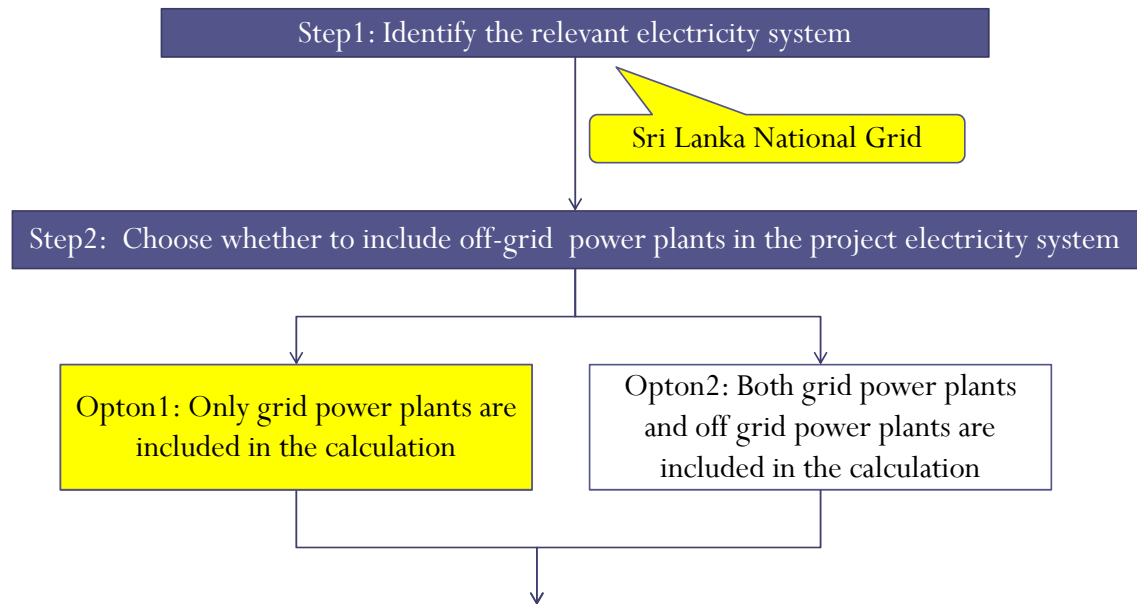 Step1: Identify the relevant electricity system
Sri Lanka National Grid
Step2:  Choose whether to include off-grid  power plants in the project electricity system
Opton1: Only grid power plants are
included in the calculation
Opton2: Both grid power plants
and off grid power plants are
included in the calculation